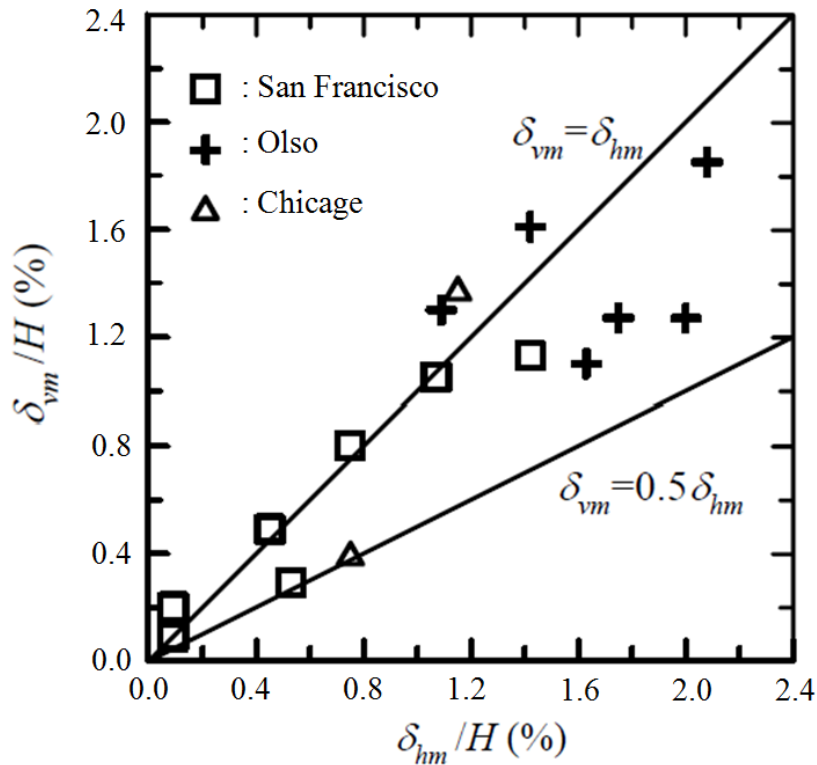 2.4
2.0
1.6
1.2
0.8
0.4
0.0
δvm/H (%)
: San Francisco
: Olso
: Chicage
δvm=δhm
δvm=0.5δhm
0.0 0.4 0.8 1.2 1.6 2.0 2.4
δhm/H (%)